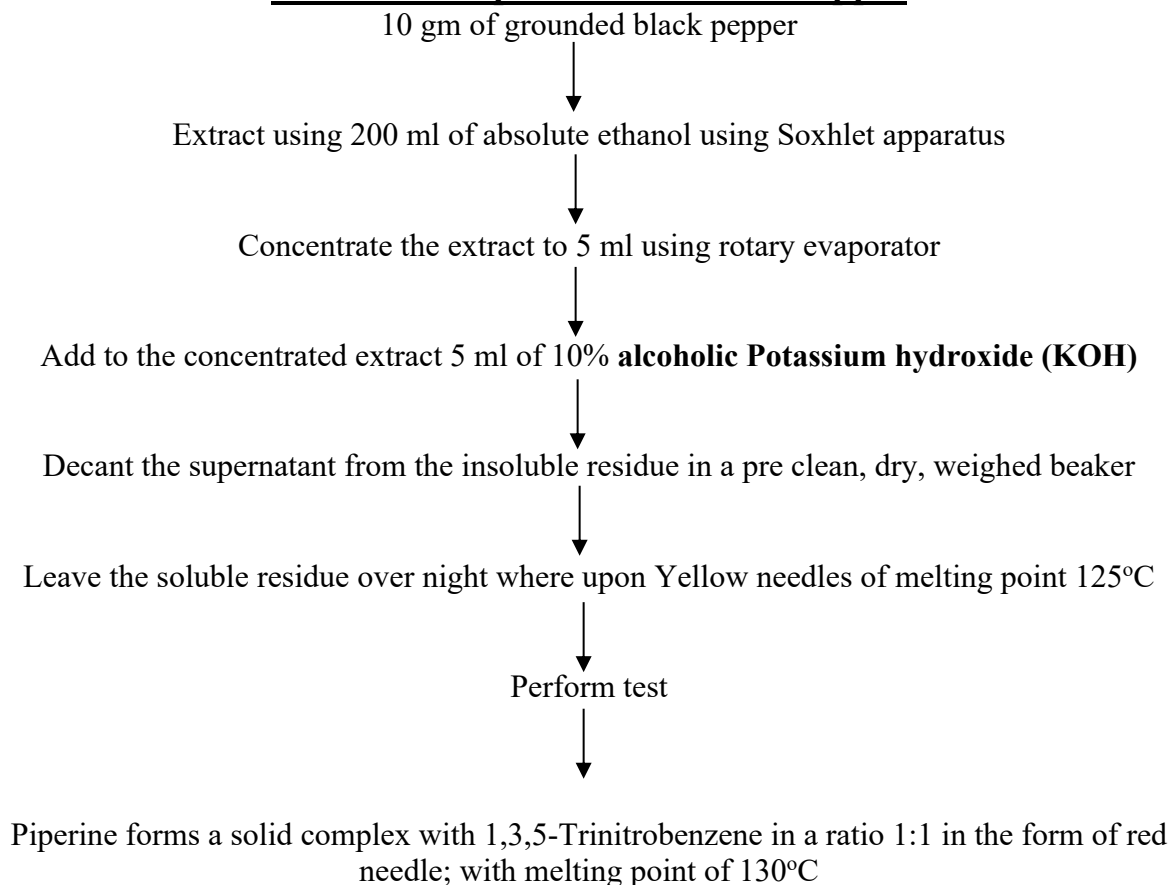 10 gm of grounded black pepper
Extract using 200 ml of absolute ethanol using Soxhlet apparatus
Concentrate the extract to 5 ml using rotary evaporator
Add to the concentrated extract 5 ml of 10% alcoholic Potassium hydroxide (KOH)
Decant the supernatant from the insoluble residue in a pre clean, dry, weighed beaker
Leave the soluble residue over night where upon Yellow needles of melting point 125°C
Perform test
Piperine forms a solid complex with 1,3,5-Trinitrobenzene in a ratio 1:1 in the form of red
needle; with melting point of 130°C